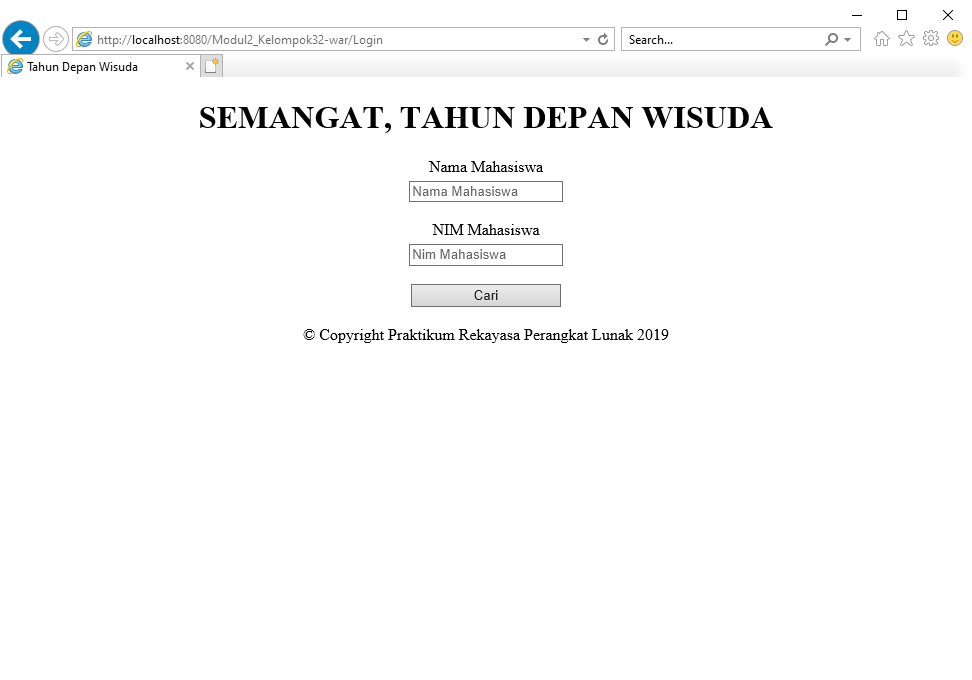 http://localhost:8080/Modul2_Kelompok32-war/Login
Search...
Tahun Depan Wisuda
SEMANGAT, TAHUN DEPAN WISUDA
Nama Mahasiswa
Nama Mahasiswa
NIM Mahasiswa
Nim Mahasiswa
Cari
© Copyright Praktikum Rekayasa Perangkat Lunak 2019